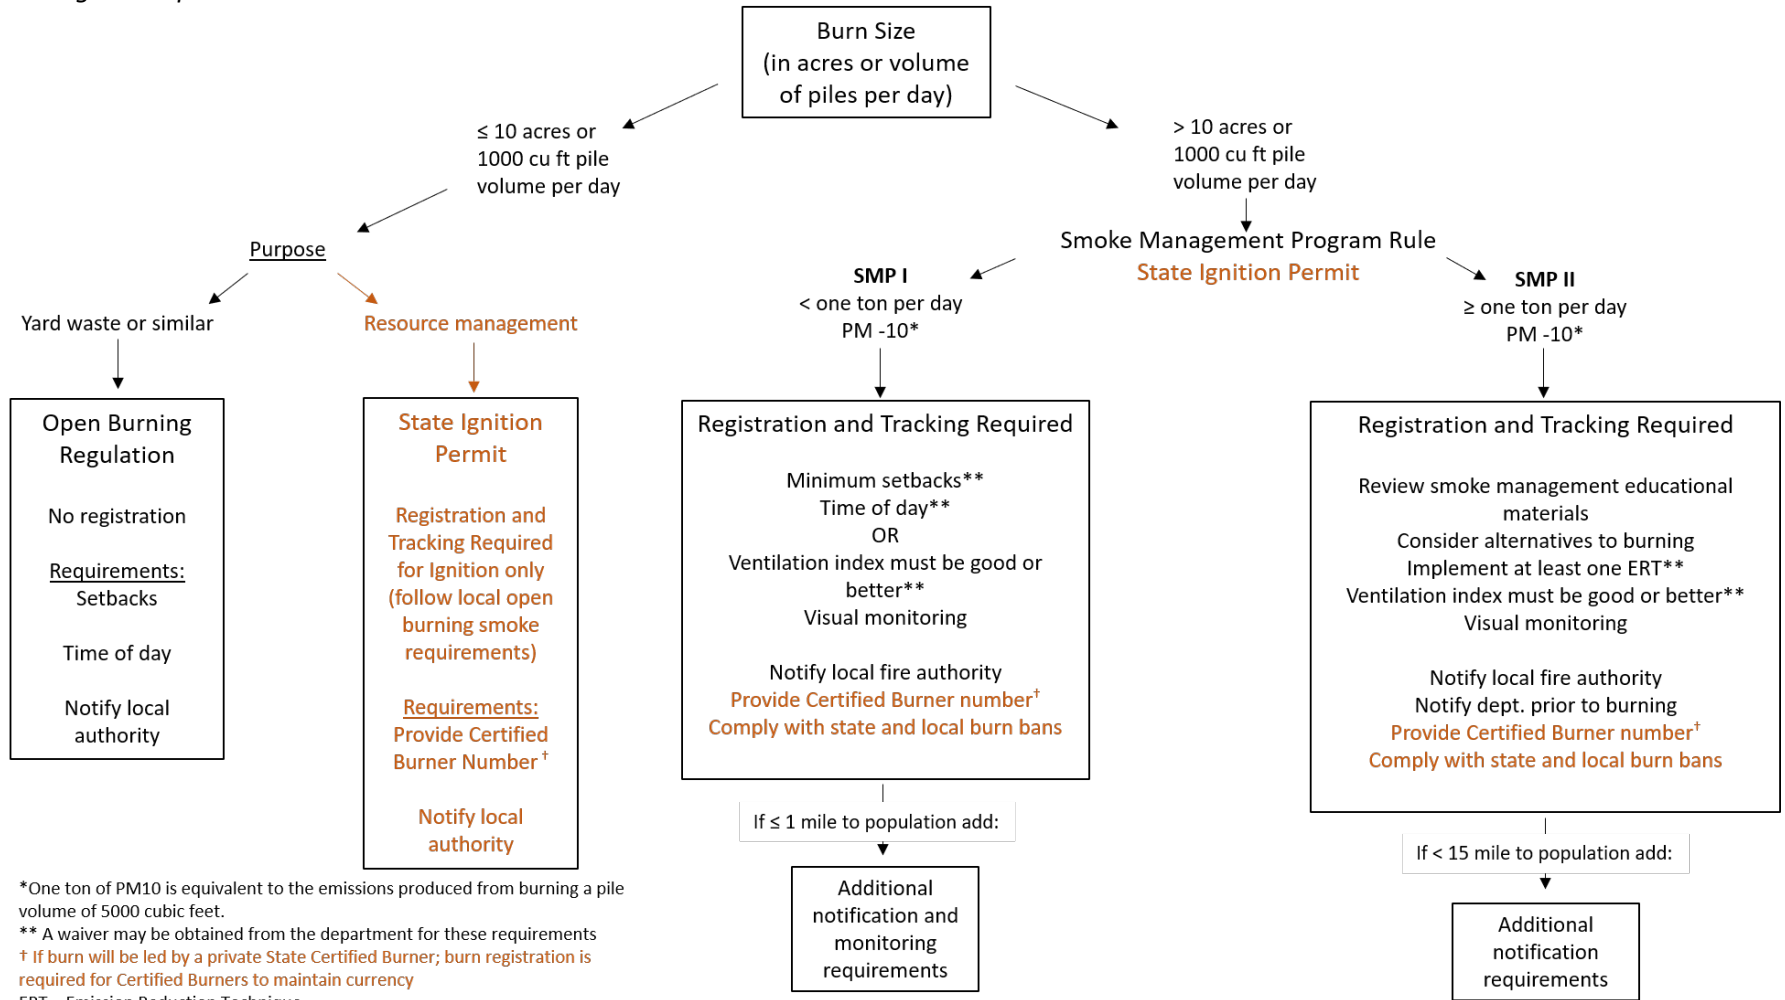 Burn Size
(in acres or volume
of piles per day)
≤ 10 acres or
1000 cu ft pile
volume per day
> 10 acres or
1000 cu ft pile
volume per day
Purpose
Yard waste or similar
Resource management
Smoke Management Program Rule
State Ignition Permit
SMP I
< one ton per day
PM -10*
SMP II
≥ one ton per day
PM -10*
Open Burning
Regulation
No registration
Requirements:
Setbacks
Time of day
Notify local
authority
State Ignition
Permit
Registration and
Tracking Required
for Ignition only
(follow local open
burning smoke
requirements)
Requirements:
Provide Certified
Burner Number †
Notify local
authority
Registration and Tracking Required
Minimum setbacks**
Time of day**
OR
Ventilation index must be good or
better**
Visual monitoring
Notify local fire authority
Provide Certified Burner number†
Comply with state and local burn bans
If ≤ 1 mile to population add:
Additional
notification and
monitoring
requirements
Registration and Tracking Required
Review smoke management educational
materials
Consider alternatives to burning
Implement at least one ERT**
Ventilation index must be good or better**
Visual monitoring
Notify local fire authority
Notify dept. prior to burning
Provide Certified Burner number†
Comply with state and local burn bans
If < 15 mile to population add:
Additional
notification
requirements
*One ton of PM10 is equivalent to the emissions produced from burning a pile
volume of 5000 cubic feet.
** A waiver may be obtained from the department for these requirements
† If burn will be led by a private State Certified Burner; burn registration is
required for Certified Burners to maintain currency
ERT – Emission Reduction Technique